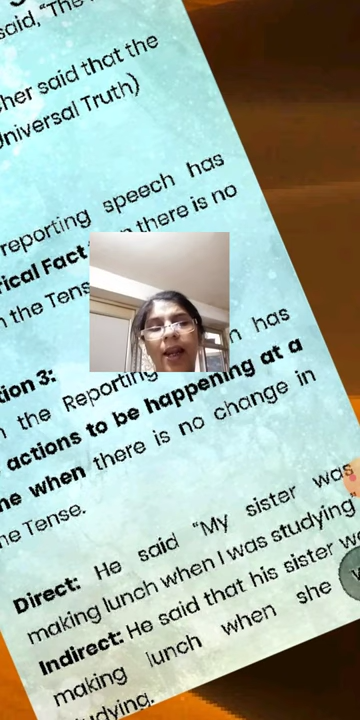 said, "The
her said that the
Universal Truth)
reporting speech has
rical Fact there is no
the Tens
tion 3:
the Reporting has
actions to be happening at a
me when there is no change in
he Tense.
Direct: He said "My sister was
making lunch when I was studying"
Indirect: He said that his sister w
making lunch when she
tudying.